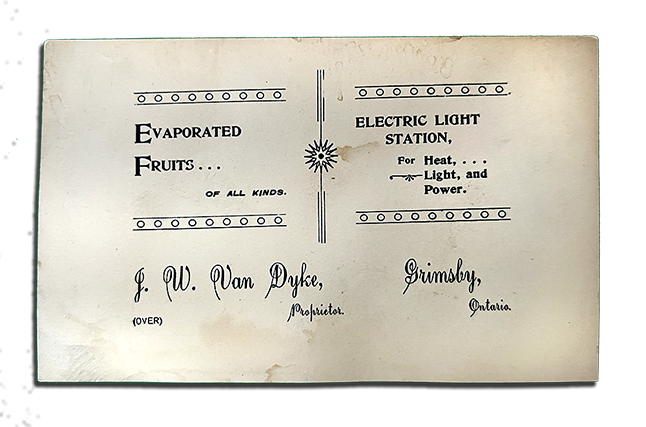 EVAPORATED
FRUITS...
OF ALL KINDS.
ELECTRIC LIGHT
STATION,
For Heat, ...
Light, and
Power.
J. W. Van Dyke,
Proprietor.
(OVER)
Grimsby,
Ontario.